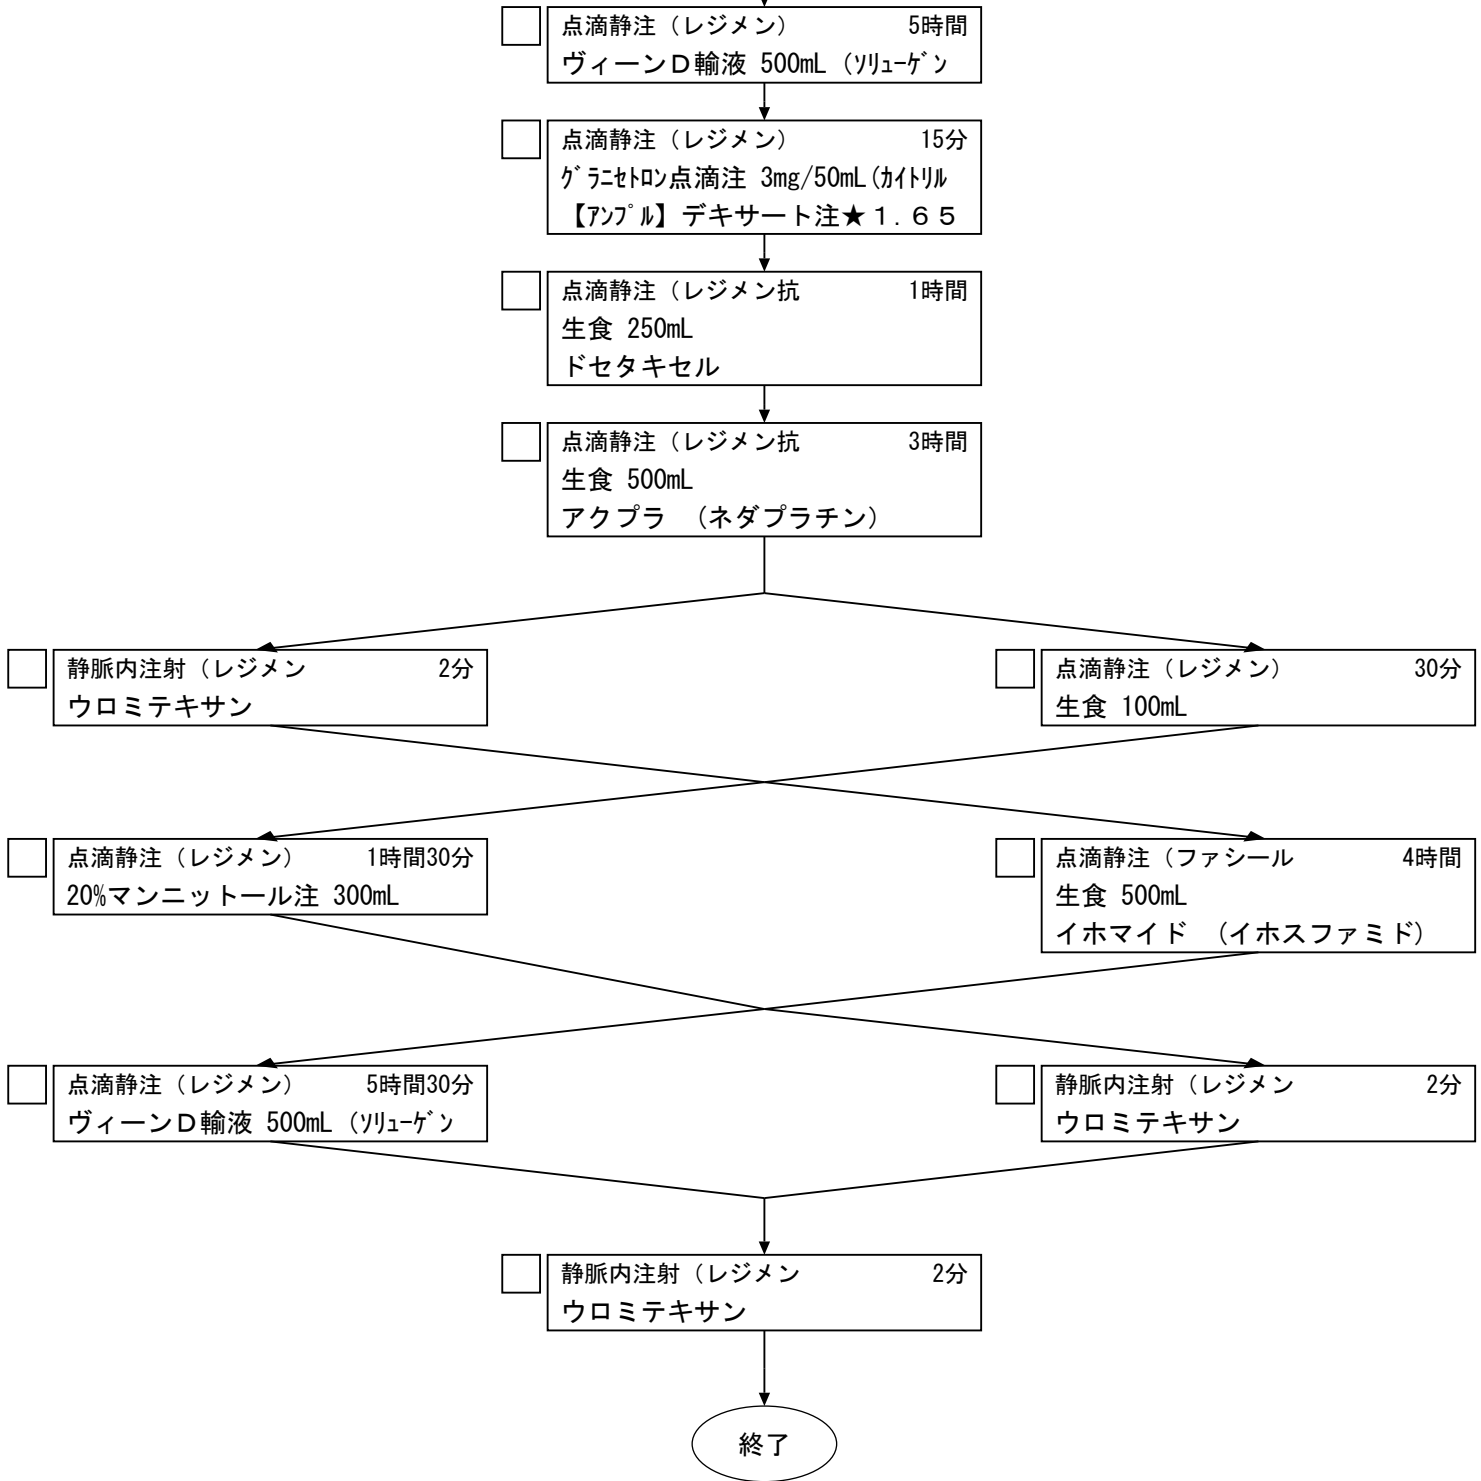 点滴静注（レジメン） 5時間
ヴィーンＤ輸液 500mL（ｿﾘｭｰｹﾞﾝ
点滴静注（レジメン） 15分
ｸﾞﾗﾆｾﾄﾛﾝ点滴注 3mg/50mL(ｶｲﾄﾘﾙ
【ｱﾝﾌﾟﾙ】デキサート注★１．６５
点滴静注（レジメン抗 1時間
生食 250mL
ドセタキセル
点滴静注（レジメン抗 3時間
生食 500mL
アクプラ （ネダプラチン）
静脈内注射（レジメン 2分
ウロミテキサン
点滴静注（レジメン） 30分
生食 100mL
点滴静注（レジメン） 1時間30分
20%マンニットール注 300mL
点滴静注（ファシール 4時間
生食 500mL
イホマイド （イホスファミド）
点滴静注（レジメン） 5時間30分
ヴィーンＤ輸液 500mL（ｿﾘｭｰｹﾞﾝ
静脈内注射（レジメン 2分
ウロミテキサン
静脈内注射（レジメン 2分
ウロミテキサン
終了